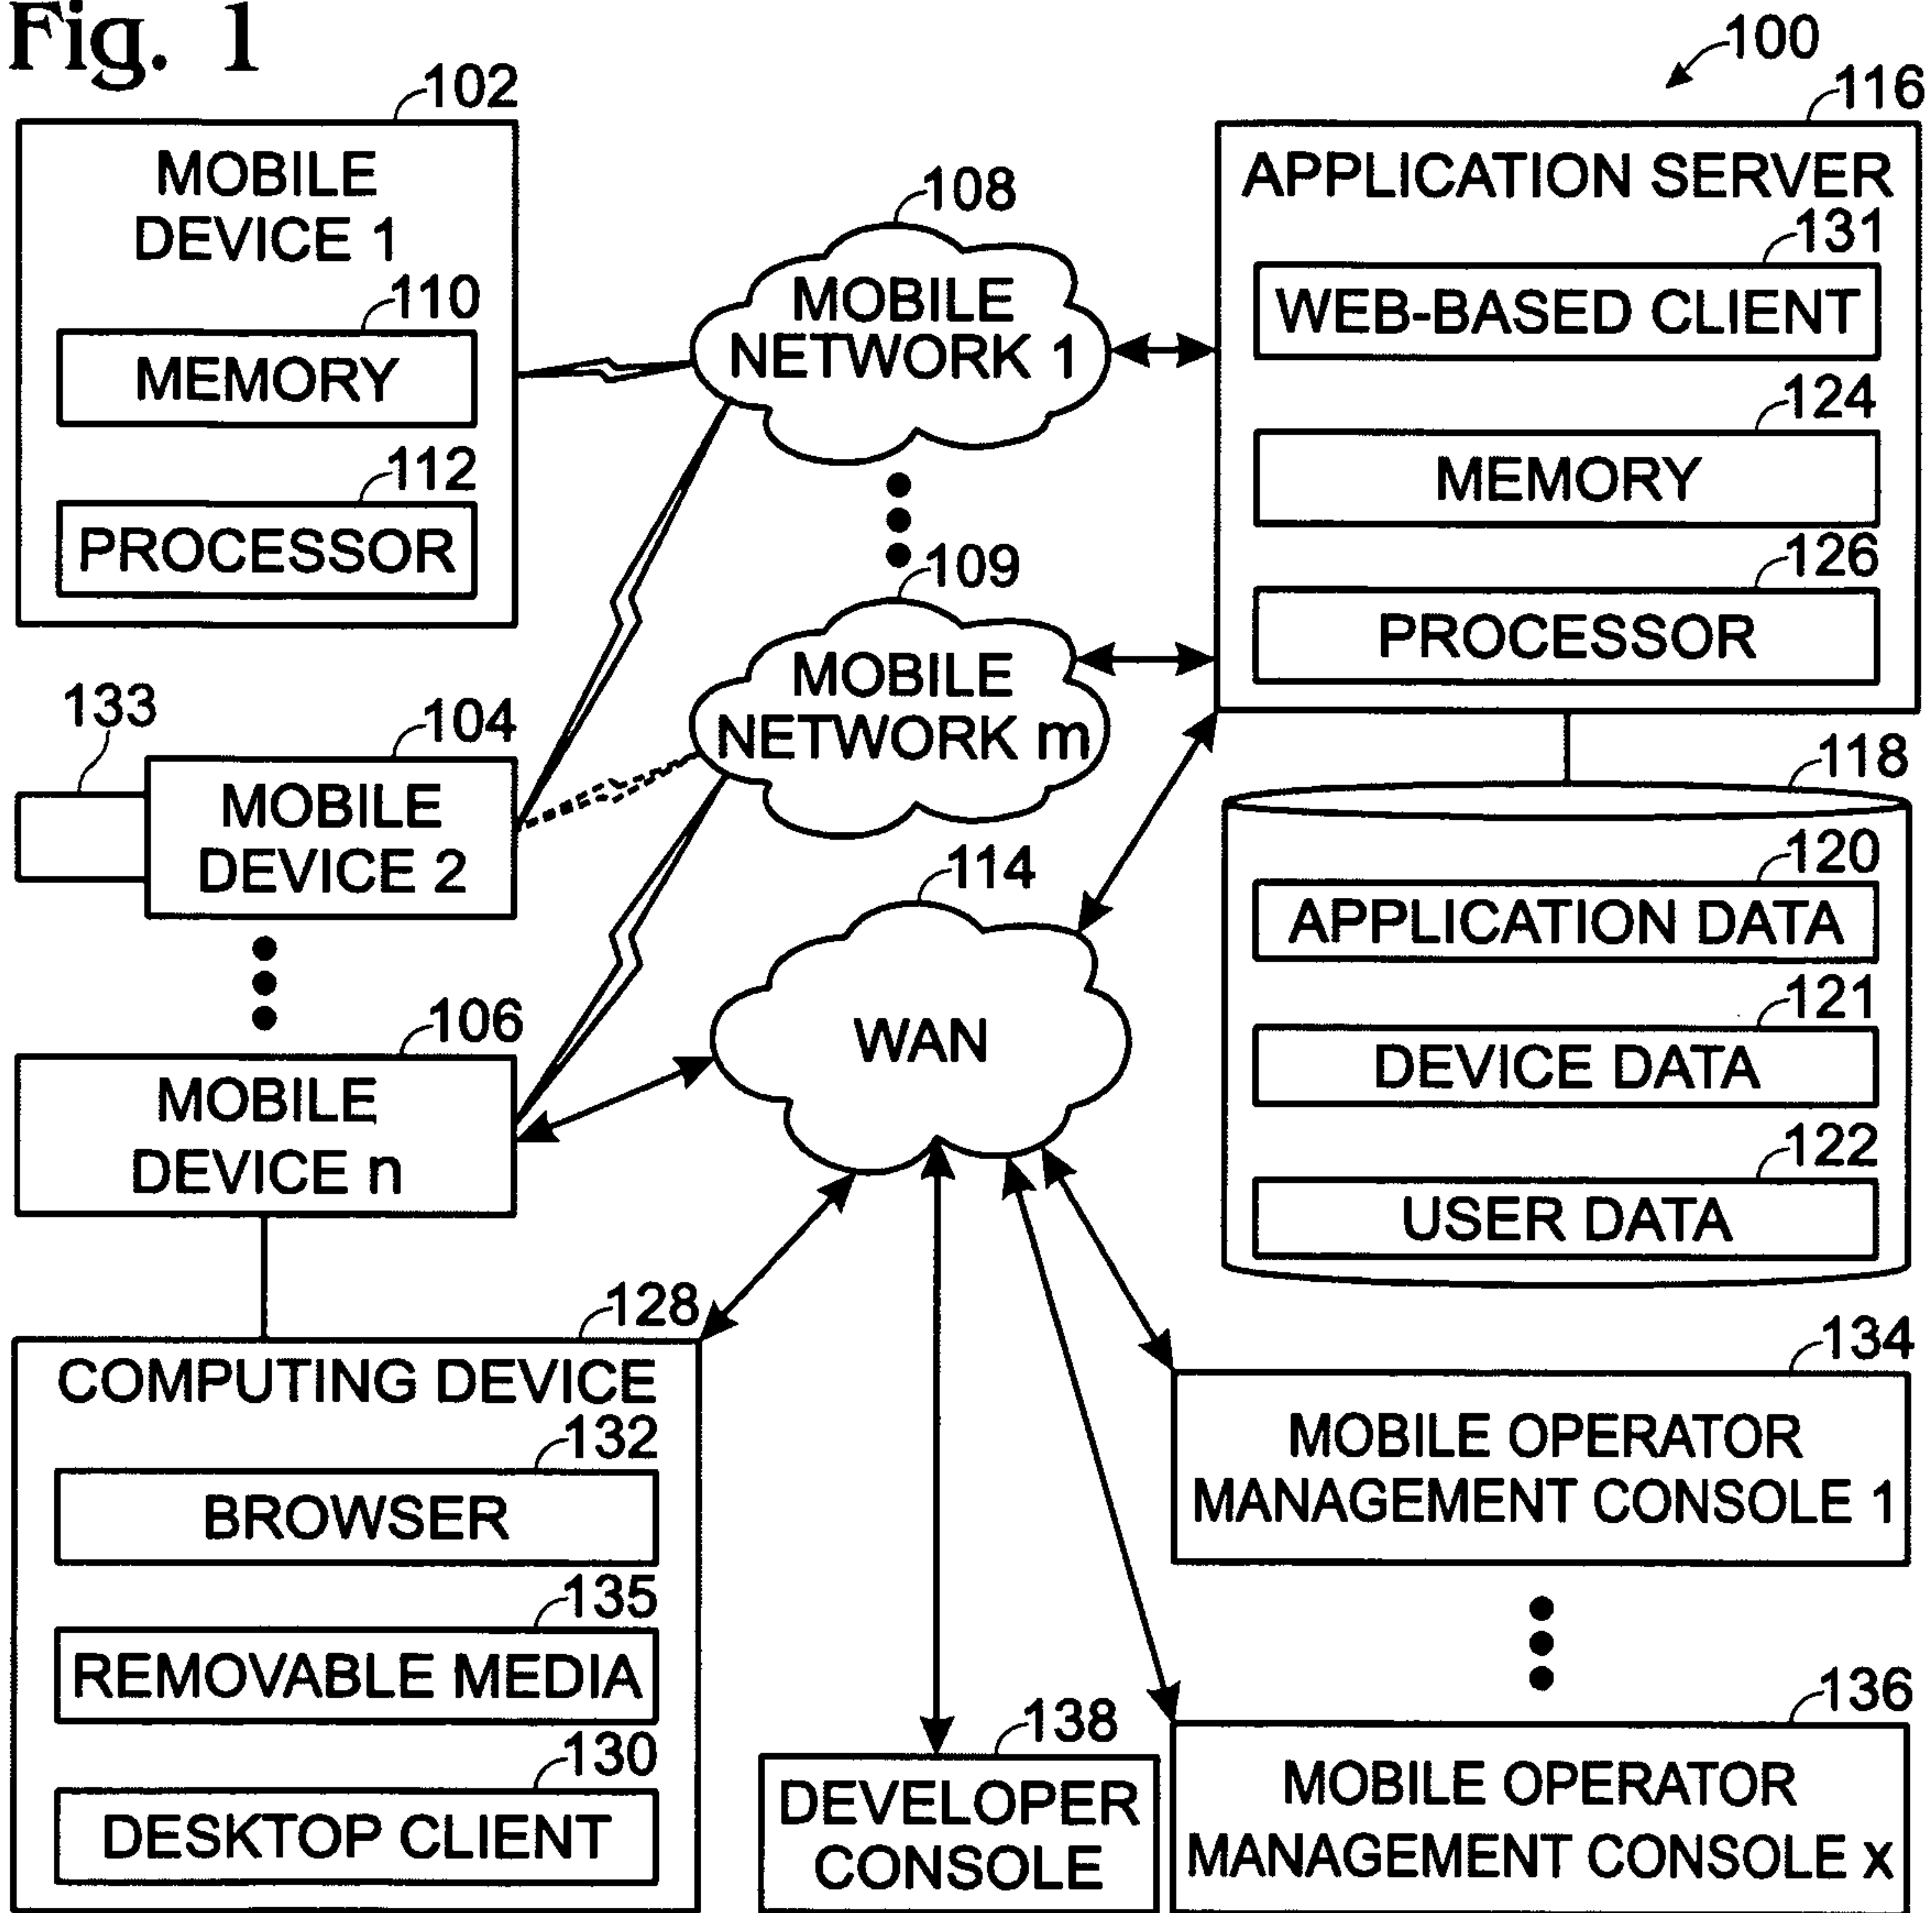 Fig. 1
100
102
MOBILE
DEVICE 1
110
MEMORY
112
PROCESSOR
108
MOBILE
NETWORK 1
109
MOBILE
NETWORK m
116
APPLICATION SERVER
131
WEB-BASED CLIENT
124
MEMORY
126
PROCESSOR
133
104
MOBILE
DEVICE 2
106
MOBILE
DEVICE n
114
WAN
118
120
APPLICATION DATA
121
DEVICE DATA
122
USER DATA
128
COMPUTING DEVICE
132
BROWSER
135
REMOVABLE MEDIA
130
DESKTOP CLIENT
138
DEVELOPER
CONSOLE
134
MOBILE OPERATOR
MANAGEMENT CONSOLE 1
136
MOBILE OPERATOR
MANAGEMENT CONSOLE x